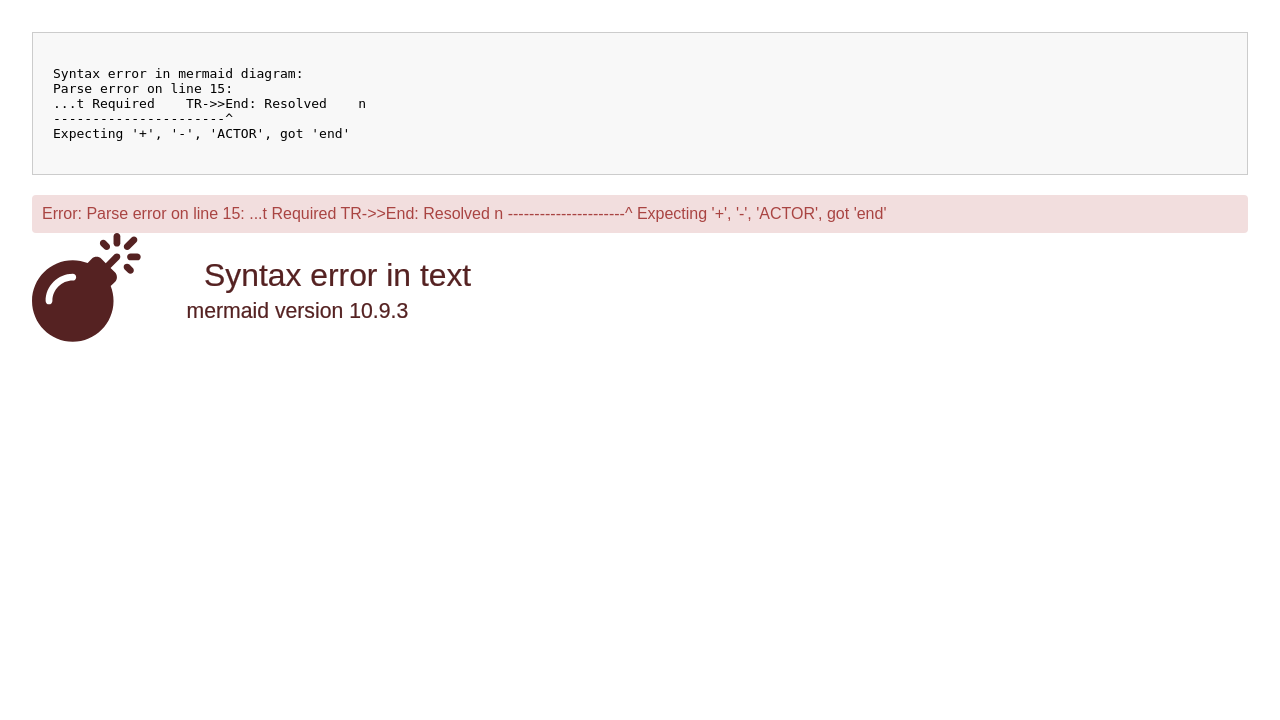 Syntax error in mermaid diagram:
Parse error on line 15:
...t Required    TR->>End: Resolved    n
----------------------^
Expecting '+', '-', 'ACTOR', got 'end'
Error: Parse error on line 15: ...t Required TR->>End: Resolved n ----------------------^ Expecting '+', '-', 'ACTOR', got 'end'
Syntax error in text
mermaid version 10.9.3